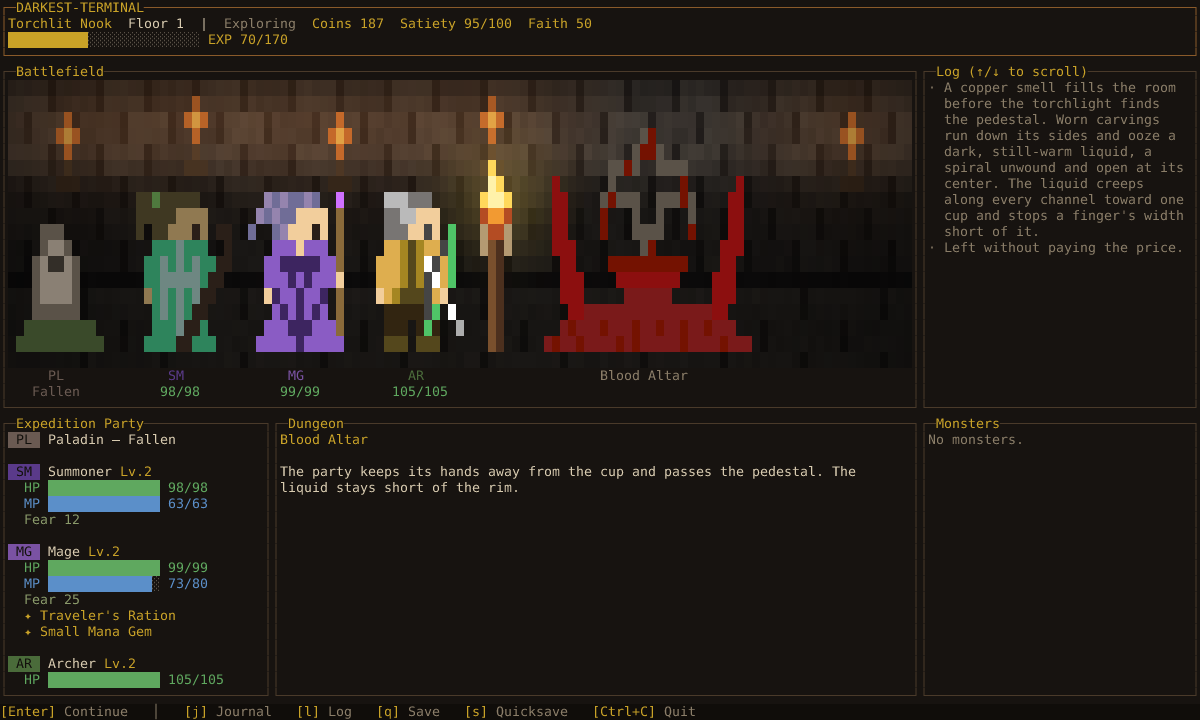 DARKEST-TERMINAL
Torchlit Nook  Floor 1  |  Exploring  Coins 187  Satiety 95/100  Faith 50
EXP 70/170
Battlefield
PL
Fallen
SM
98/98
MG
99/99
AR
105/105
Blood Altar
Log (↑/↓ to scroll)
· A copper smell fills the room
before the torchlight finds
the pedestal. Worn carvings
run down its sides and ooze a
dark, still-warm liquid, a
spiral unwound and open at its
center. The liquid creeps
along every channel toward one
cup and stops a finger's width
short of it.
· Left without paying the price.
Expedition Party
PL Paladin — Fallen
SM Summoner Lv.2
HP 98/98
MP 63/63
Fear 12
MG Mage Lv.2
HP 99/99
MP 73/80
Fear 25
✦ Traveler's Ration
✦ Small Mana Gem
AR Archer Lv.2
HP 105/105
Dungeon
Blood Altar
The party keeps its hands away from the cup and passes the pedestal. The
liquid stays short of the rim.
Monsters
No monsters.
[Enter] Continue  │  [j] Journal  [l] Log  [q] Save  [s] Quicksave  [Ctrl+C] Quit